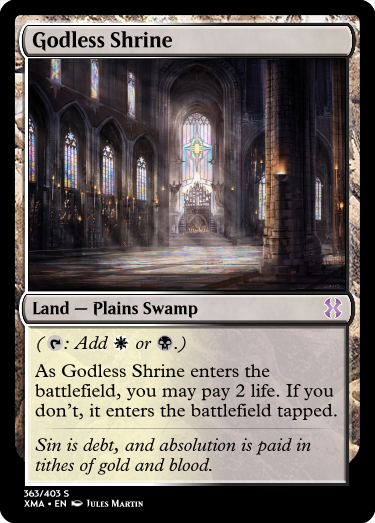 Godless Shrine
Land — Plains Swamp
(: Add or .)
As Godless Shrine enters the
battlefield, you may pay 2 life. If you
don't, it enters the battlefield tapped.
Sin is debt, and absolution is paid in
tithes of gold and blood.
363/403 S
XMA • EN Jules Martin